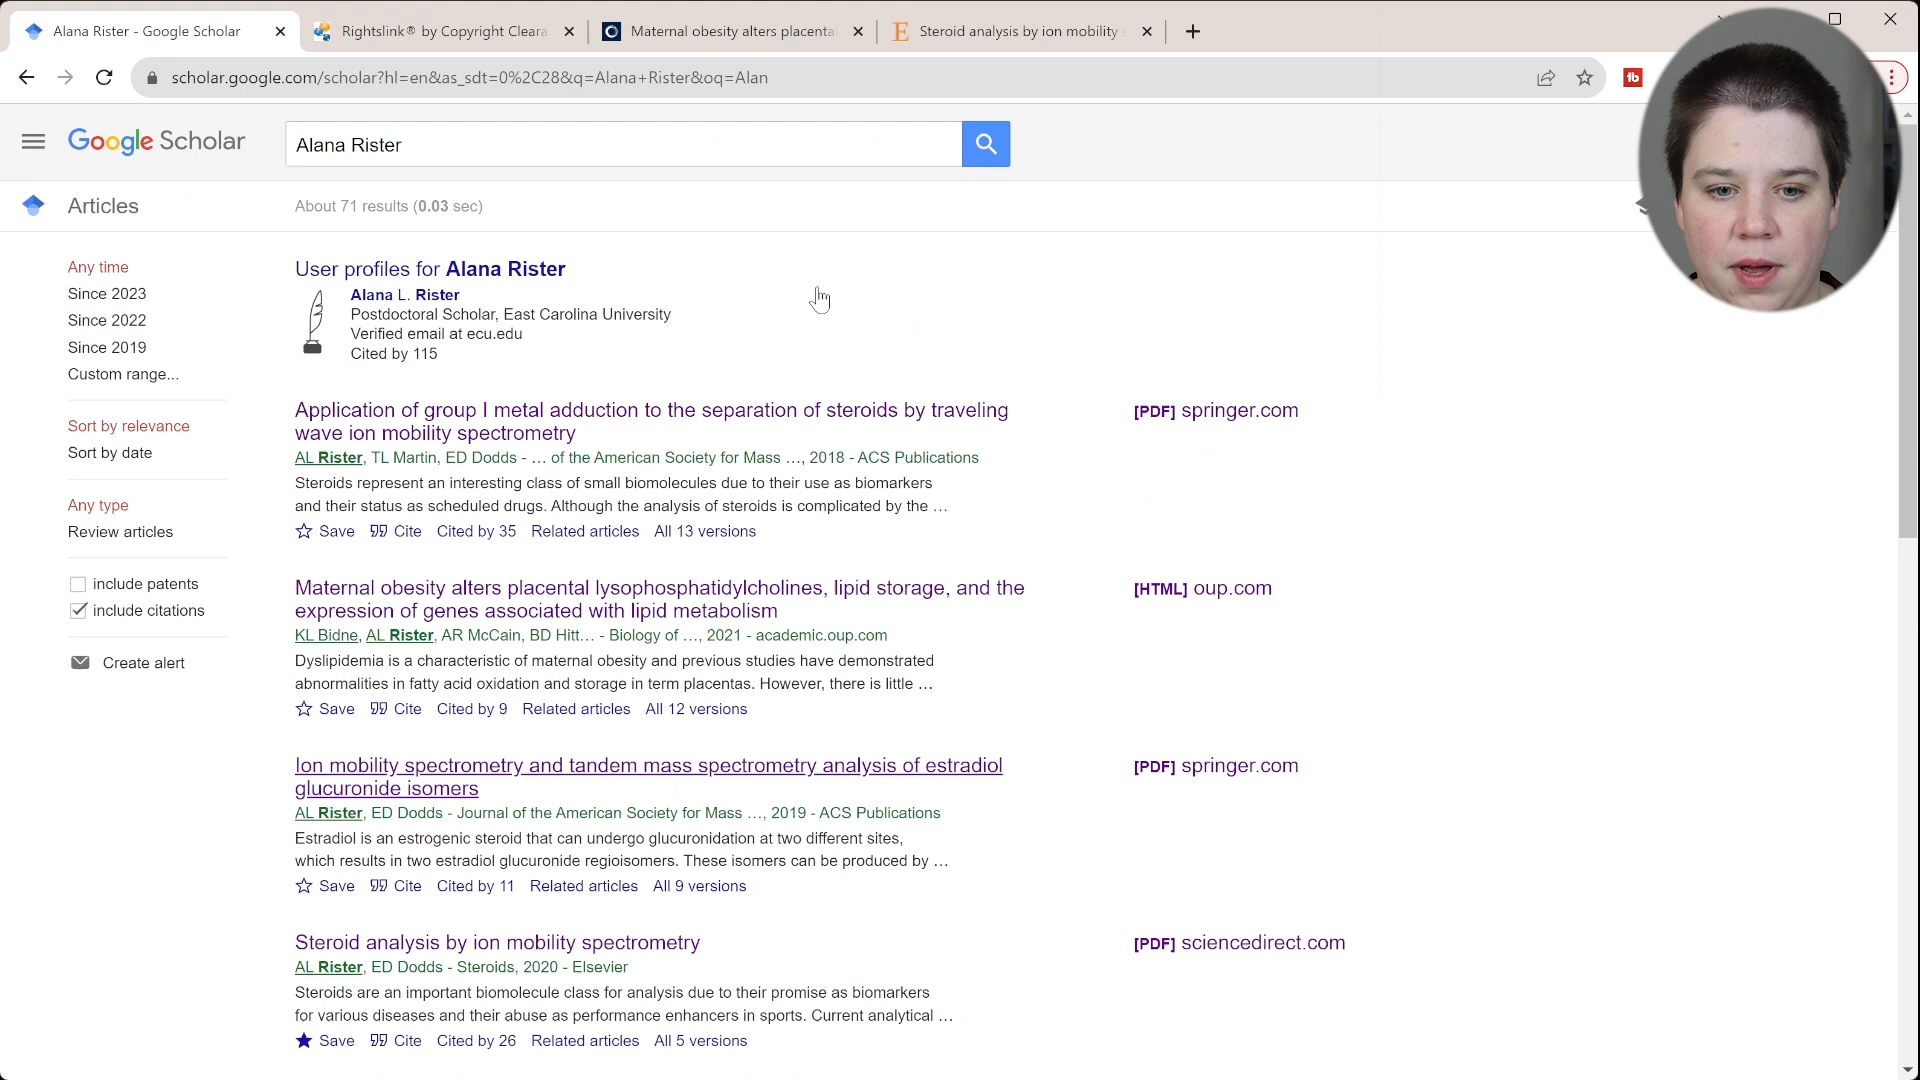 Alana Rister - Google Scholar
Rightslink® by Copyright Cleara
Maternal obesity alters placenta
Steroid analysis by ion mobility s
scholar.google.com/scholar?hl=en&as_sdt=0%2C28&q=Alana+Rister&oq=Alan
Google Scholar
Alana Rister
Articles
About 71 results (0.03 sec)
Any time
Since 2023
Since 2022
Since 2019
Custom range...
Sort by relevance
Sort by date
Any type
Review articles
include patents
include citations
Create alert
User profiles for Alana Rister
Alana L. Rister
Postdoctoral Scholar, East Carolina University
Verified email at ecu.edu
Cited by 115
Application of group I metal adduction to the separation of steroids by traveling
wave ion mobility spectrometry
[PDF] springer.com
AL Rister, TL Martin, ED Dodds - … of the American Society for Mass …, 2018 - ACS Publications
Steroids represent an interesting class of small biomolecules due to their use as biomarkers
and their status as scheduled drugs. Although the analysis of steroids is complicated by the …
Save Cite Cited by 35 Related articles All 13 versions
Maternal obesity alters placental lysophosphatidylcholines, lipid storage, and the
expression of genes associated with lipid metabolism
[HTML] oup.com
KL Bidne, AL Rister, AR McCain, BD Hitt… - Biology of …, 2021 - academic.oup.com
Dyslipidemia is a characteristic of maternal obesity and previous studies have demonstrated
abnormalities in fatty acid oxidation and storage in term placentas. However, there is little …
Save Cite Cited by 9 Related articles All 12 versions
Ion mobility spectrometry and tandem mass spectrometry analysis of estradiol
glucuronide isomers
[PDF] springer.com
AL Rister, ED Dodds - Journal of the American Society for Mass …, 2019 - ACS Publications
Estradiol is an estrogenic steroid that can undergo glucuronidation at two different sites,
which results in two estradiol glucuronide regioisomers. These isomers can be produced by …
Save Cite Cited by 11 Related articles All 9 versions
Steroid analysis by ion mobility spectrometry
[PDF] sciencedirect.com
AL Rister, ED Dodds - Steroids, 2020 - Elsevier
Steroids are an important biomolecule class for analysis due to their promise as biomarkers
for various diseases and their abuse as performance enhancers in sports. Current analytical …
Save Cite Cited by 26 Related articles All 5 versions